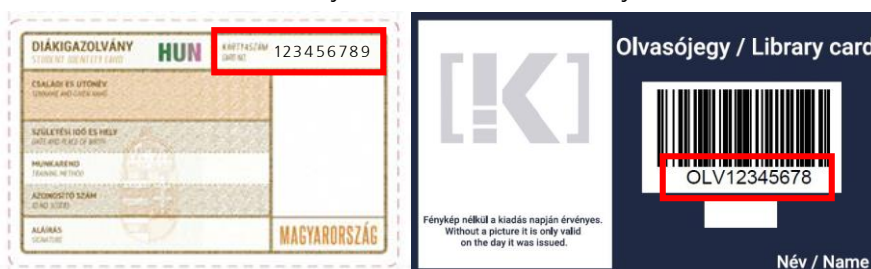 DIÁKIGAZOLVÁNY
STUDENT IDENTITY CARD
HUN
KÁRTYASZÁM
CARD NO.
123456789
CSALÁDI ÉS UTÓNÉV
SURNAME AND GIVEN NAME
SZÜLETÉSI IDŐ ÉS HELY
DATE AND PLACE OF BIRTH
MUNKAREND
TRAINING METHOD
AZONOSÍTÓ SZÁM
ID NO.
ALÁÍRÁS
SIGNATURE
MAGYARORSZÁG
[K]
Fénykép nélkül a kiadás napján érvényes.
Without a picture it is only valid
on the day it was issued.
Olvasójegy / Library card
OLV12345678
Név / Name